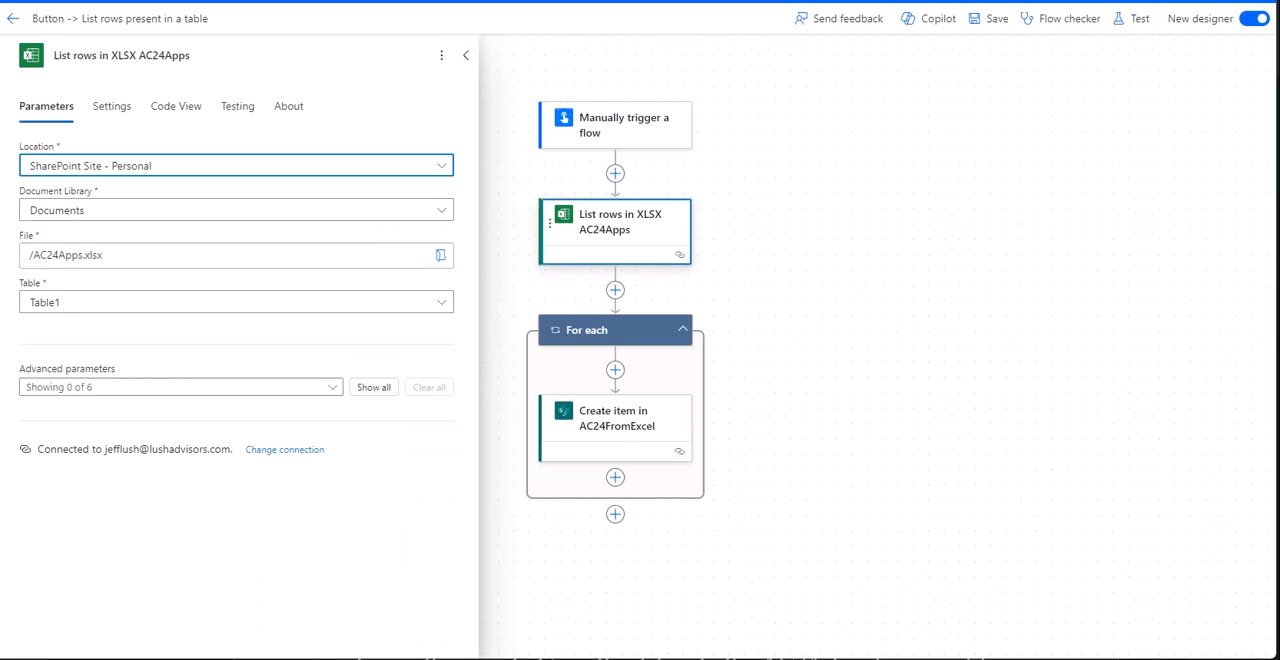 Button -> List rows present in a table
Send feedback
Copilot
Save
Flow checker
Test
New designer
List rows in XLSX AC24Apps
Parameters
Settings
Code View
Testing
About
Location *
SharePoint Site - Personal
Document Library *
Documents
File *
/AC24Apps.xlsx
Table *
Table1
Advanced parameters
Showing 0 of 6
Show all
Clear all
Connected to jefflush@lushadvisors.com.
Change connection
Manually trigger a
flow
List rows in XLSX
AC24Apps
For each
Create item in
AC24FromExcel